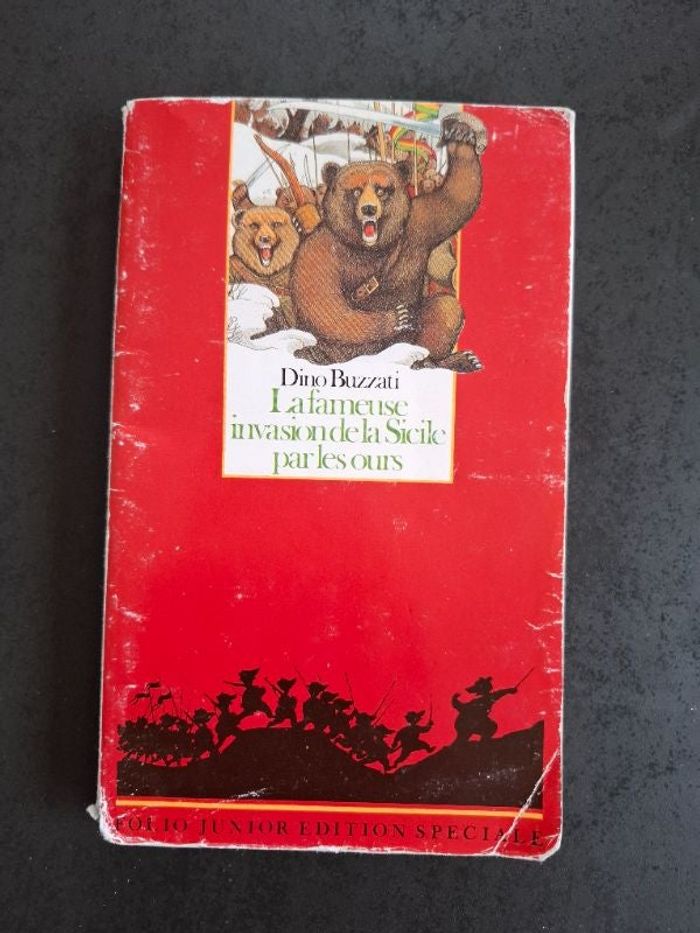 Dino Buzzati
La fameuse
invasion de la Sicile
par les ours
FOLIO JUNIOR EDITION SPECIALE